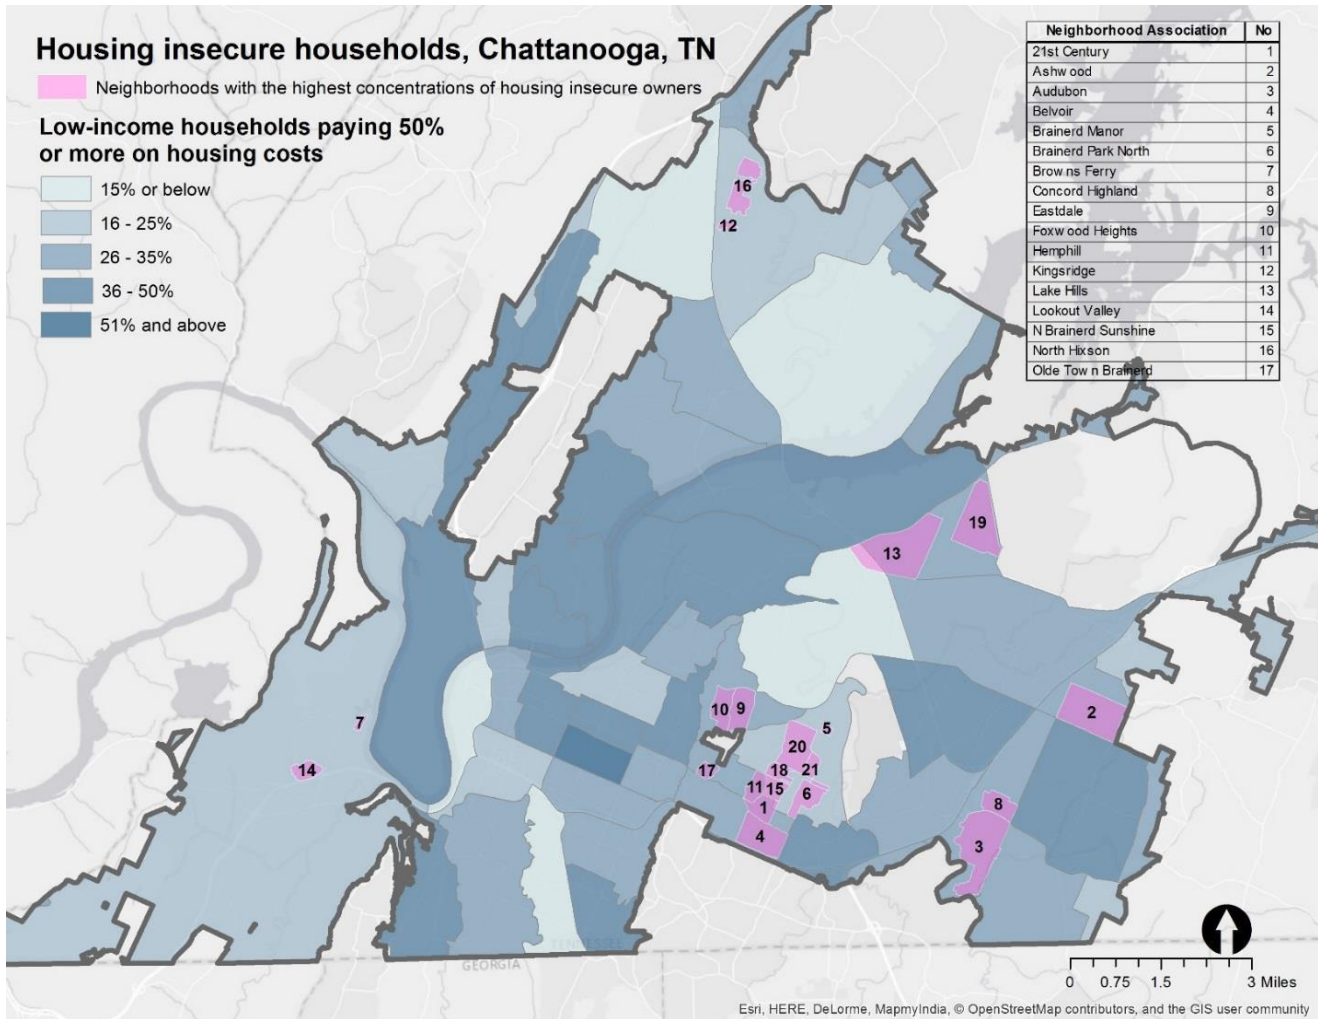 Housing insecure households, Chattanooga, TN
Neighborhoods with the highest concentrations of housing insecure owners
Low-income households paying 50%
or more on housing costs
15% or below
16 - 25%
26 - 35%
36 - 50%
51% and above
Neighborhood Association No
21st Century 1
Ashwood 2
Audubon 3
Belvoir 4
Brainerd Manor 5
Brainerd Park North 6
Browns Ferry 7
Concord Highland 8
Eastdale 9
Foxwood Heights 10
Hemphill 11
Kingsridge 12
Lake Hills 13
Lookout Valley 14
N Brainerd Sunshine 15
North Hixson 16
Olde Town Brainerd 17
16
12
19
13
7
14
10 9
5
2
20
17
18 21
11 15 6
1
8
4
3
TENNESSEE
GEORGIA
0 0.75 1.5 3 Miles
Esri, HERE, DeLorme, MapmyIndia, © OpenStreetMap contributors, and the GIS user community